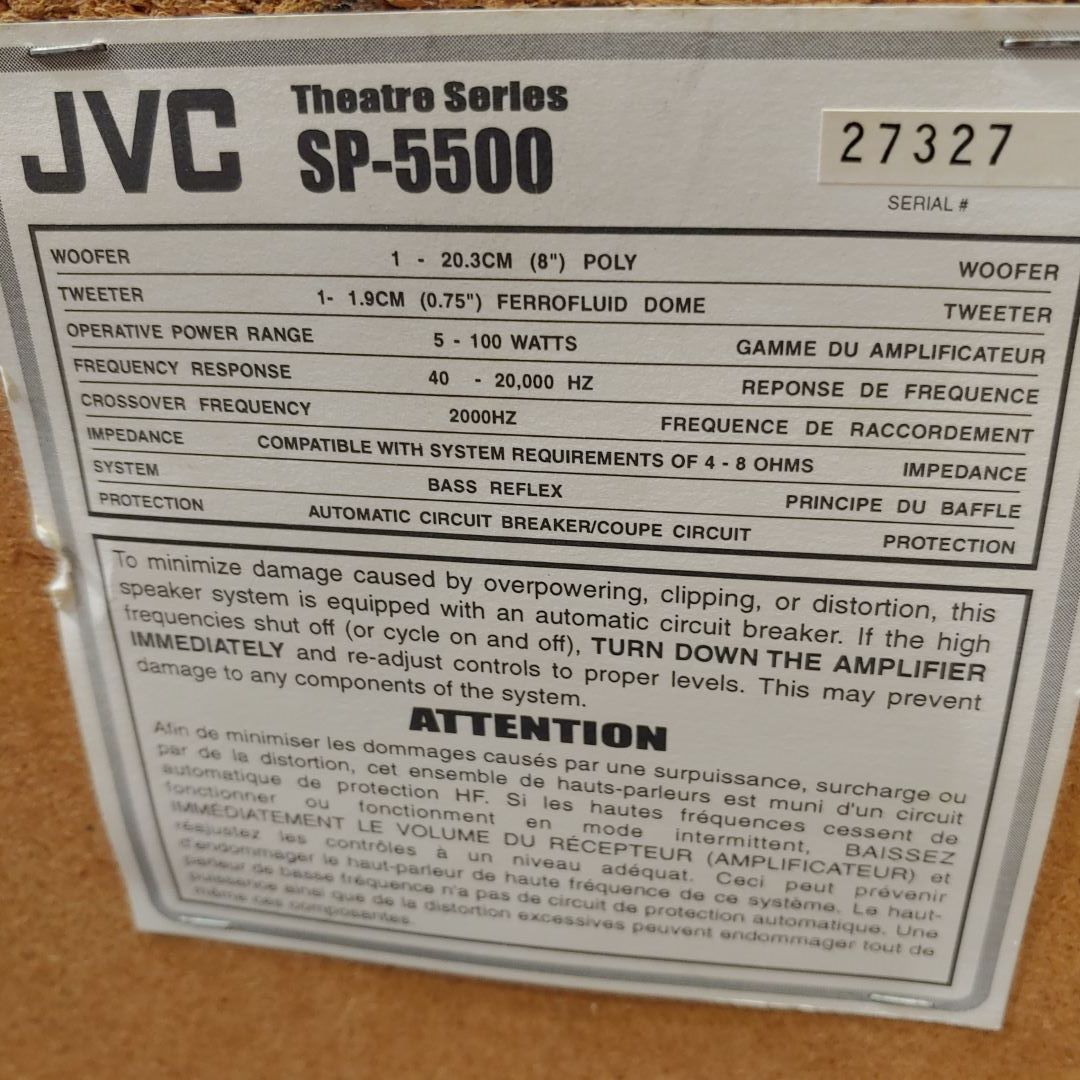 JVC Theatre Series
SP-5500
27327
SERIAL #
WOOFER 1 - 20.3CM (8") POLY WOOFER
TWEETER 1- 1.9CM (0.75") FERROFLUID DOME TWEETER
OPERATIVE POWER RANGE 5 - 100 WATTS GAMME DU AMPLIFICATEUR
FREQUENCY RESPONSE 40 - 20,000 HZ REPONSE DE FREQUENCE
CROSSOVER FREQUENCY 2000HZ FREQUENCE DE RACCORDEMENT
IMPEDANCE COMPATIBLE WITH SYSTEM REQUIREMENTS OF 4 - 8 OHMS IMPEDANCE
SYSTEM BASS REFLEX PRINCIPE DU BAFFLE
PROTECTION AUTOMATIC CIRCUIT BREAKER/COUPE CIRCUIT PROTECTION
To minimize damage caused by overpowering, clipping, or distortion, this
speaker system is equipped with an automatic circuit breaker. If the high
frequencies shut off (or cycle on and off), TURN DOWN THE AMPLIFIER
IMMEDIATELY and re-adjust controls to proper levels. This may prevent
damage to any components of the system.
ATTENTION
Afin de minimiser les dommages causés par une surpuissance, surcharge ou
par de la distortion, cet ensemble de hauts-parleurs est muni d'un circuit
automatique de protection HF. Si les hautes fréquences cessent de
fonctionner ou fonctionment en mode intermittent, BAISSEZ
IMMÉDIATEMENT LE VOLUME DU RÉCEPTEUR (AMPLIFICATEUR) et
réajustez les contrôles à un niveau adéquat. Ceci peut prévenir
d'endommager le haut-parleur de haute fréquence de ce système. Le haut-
parleur de basse fréquence n'a pas de circuit de protection automatique. Une
puissance ainsi que de la distortion excessives peuvent endommager tout de
même ces composantes.